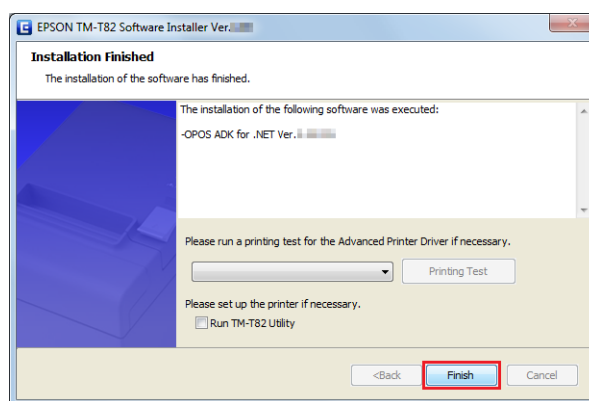 EPSON TM-T82 Software Installer Ver.
Installation Finished
The installation of the software has finished.
The installation of the following software was executed:
-OPOS ADK for .NET Ver.
Please run a printing test for the Advanced Printer Driver if necessary.
Printing Test
Please set up the printer if necessary.
Run TM-T82 Utility
<Back
Finish
Cancel